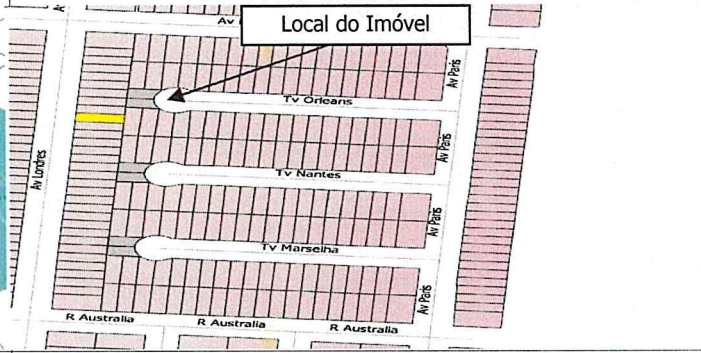 Av
Local do Imóvel
Av Paris
Tv Orleans
Av Paris
Av Londres
Tv Nantes
Av Paris
Tv Marselha
Av Paris
R Australia
R Australia
R Australia